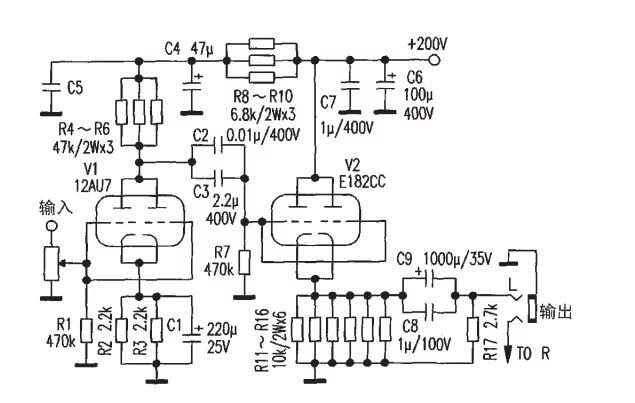 C4 47μ
+200V
C5
R8～R10
6.8k/2Wx3
C7
1μ/400V
C6
100μ
400V
R4～R6
47k/2Wx3
C2
0.01μ/400V
V1
12AU7
V2
E182CC
C3
2.2μ
400V
输入
R7
470k
C9 1000μ/35V
L
输出
R1
470k
R2 2.2k
R3 2.2k
C1
220μ
25V
R11～R16
10k/2Wx6
C8
1μ/100V
R17 2.7k
TO R